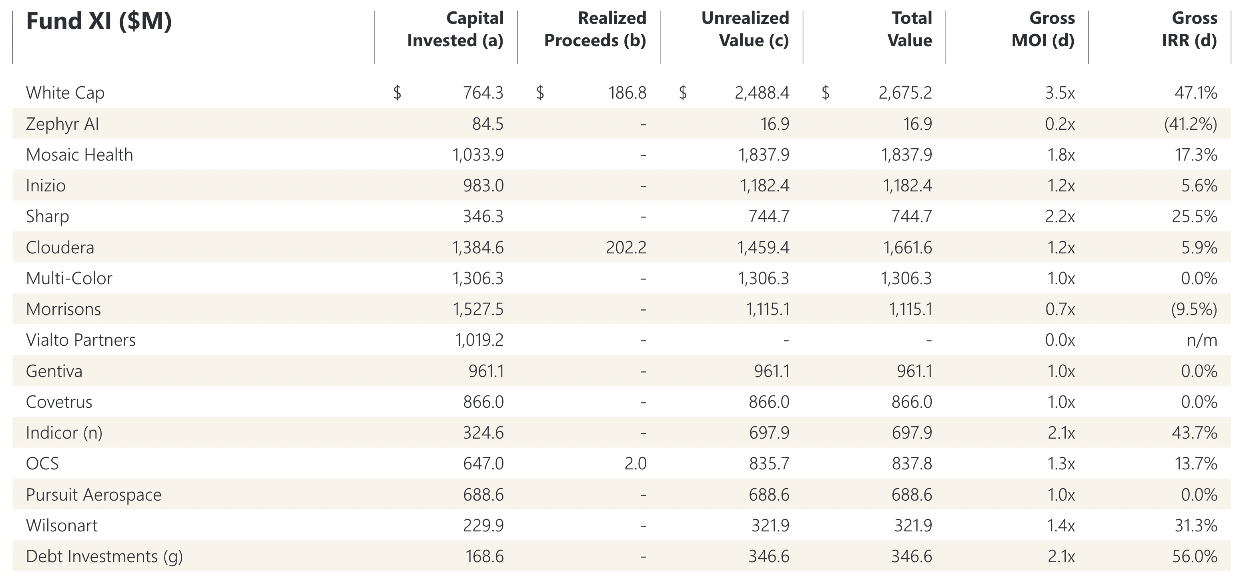 Fund XI ($M) Capital Invested (a) Realized Proceeds (b) Unrealized Value (c) Total Value Gross MOI (d) Gross IRR (d)
White Cap $ 764.3 $ 186.8 $ 2,488.4 $ 2,675.2 3.5x 47.1%
Zephyr AI 84.5 - 16.9 16.9 0.2x (41.2%)
Mosaic Health 1,033.9 - 1,837.9 1,837.9 1.8x 17.3%
Inizio 983.0 - 1,182.4 1,182.4 1.2x 5.6%
Sharp 346.3 - 744.7 744.7 2.2x 25.5%
Cloudera 1,384.6 202.2 1,459.4 1,661.6 1.2x 5.9%
Multi-Color 1,306.3 - 1,306.3 1,306.3 1.0x 0.0%
Morrisons 1,527.5 - 1,115.1 1,115.1 0.7x (9.5%)
Vialto Partners 1,019.2 - - - 0.0x n/m
Gentiva 961.1 - 961.1 961.1 1.0x 0.0%
Covetrus 866.0 - 866.0 866.0 1.0x 0.0%
Indicor (n) 324.6 - 697.9 697.9 2.1x 43.7%
OCS 647.0 2.0 835.7 837.8 1.3x 13.7%
Pursuit Aerospace 688.6 - 688.6 688.6 1.0x 0.0%
Wilsonart 229.9 - 321.9 321.9 1.4x 31.3%
Debt Investments (g) 168.6 - 346.6 346.6 2.1x 56.0%